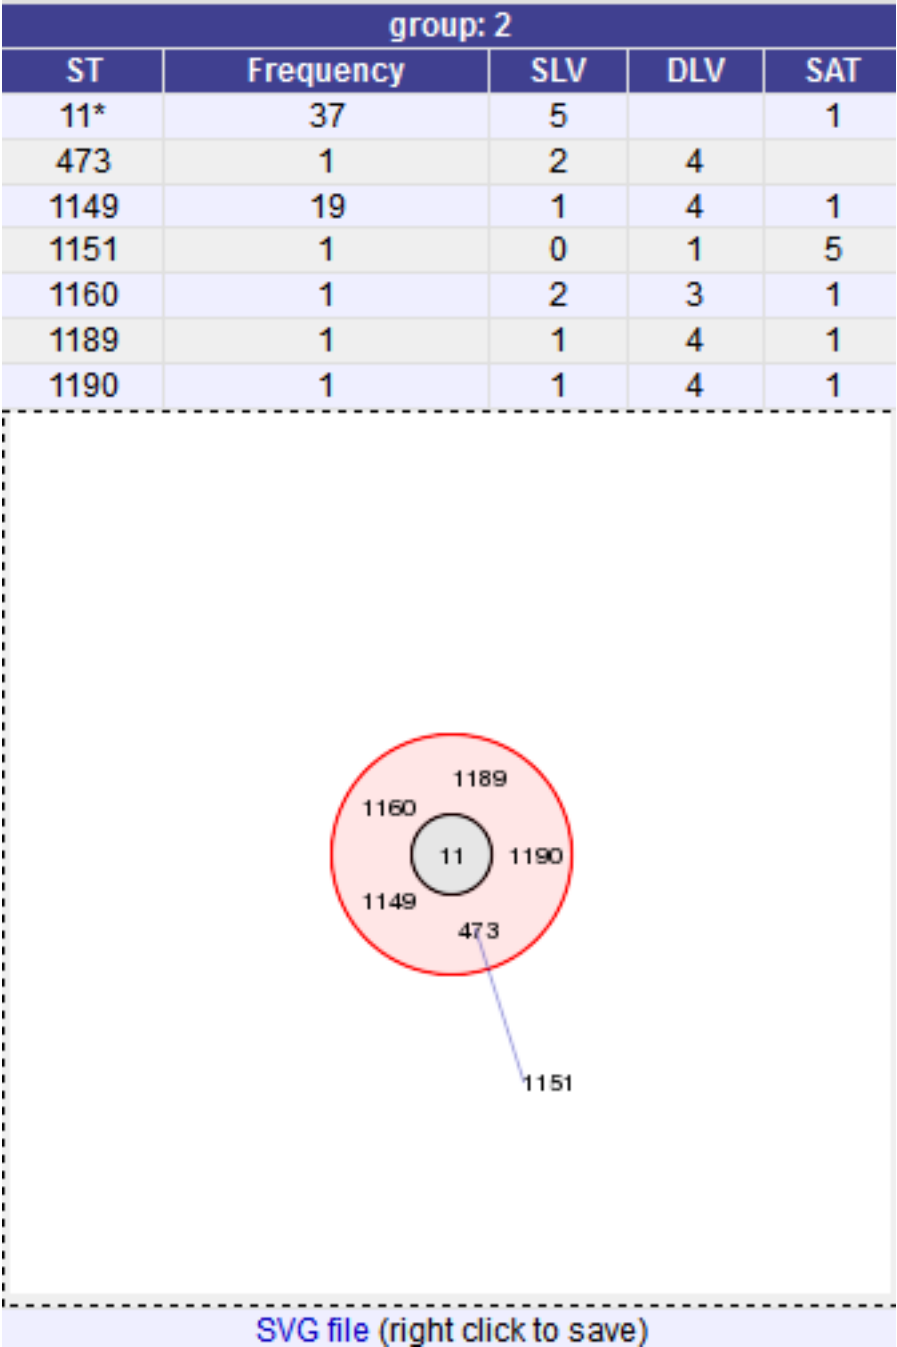 group: 2
ST Frequency SLV DLV SAT
11* 37 5 1
473 1 2 4
1149 19 1 4 1
1151 1 0 1 5
1160 1 2 3 1
1189 1 1 4 1
1190 1 1 4 1
1189
1160
11 1190
1149
473
1151
SVG file (right click to save)